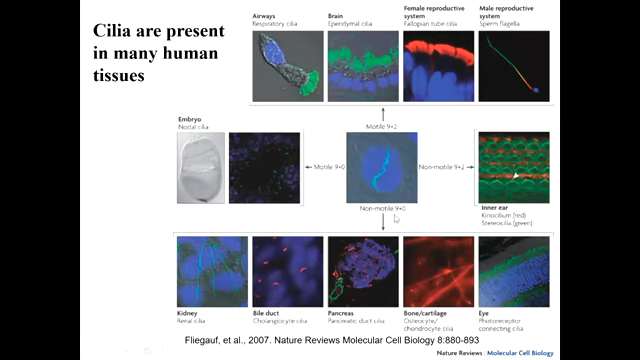 Cilia are present
in many human
tissues
Airways
Respiratory cilia
Brain
Ependymal cilia
Female reproductive
system
Fallopian tube cilia
Male reproductive
system
Sperm flagella
Motile 9+2
Embryo
Nodal cilia
Motile 9+0
Non-motile 9+2
Inner ear
Kinocilium (red)
Stereocilia (green)
Non-motile 9+0
Kidney
Renal cilia
Bile duct
Cholangiocyte cilia
Pancreas
Pancreatic duct cilia
Bone/cartilage
Osteocyte/
chondrocyte cilia
Eye
Photoreceptor
connecting cilia
Fliegauf, et al., 2007. Nature Reviews Molecular Cell Biology 8:880-893
Nature Reviews | Molecular Cell Biology